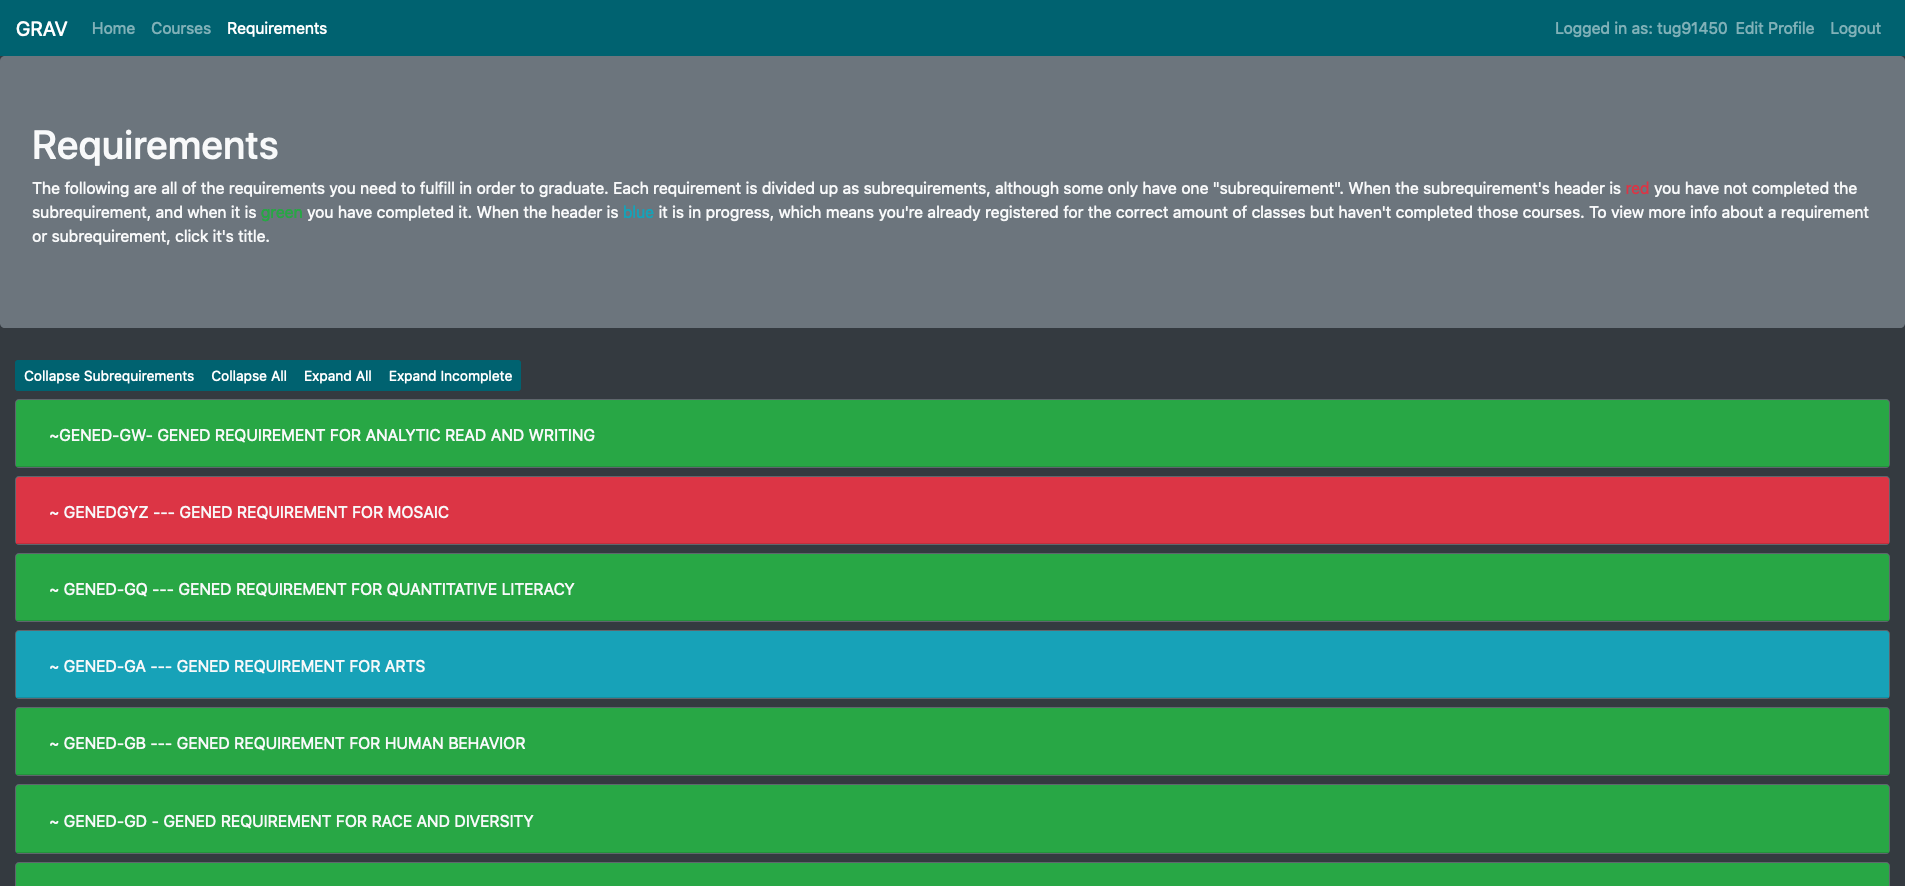 GRAV Home Courses Requirements Logged in as: tug91450 Edit Profile Logout
Requirements
The following are all of the requirements you need to fulfill in order to graduate. Each requirement is divided up as subrequirements, although some only have one "subrequirement". When the subrequirement's header is red you have not completed the
subrequirement, and when it is green you have completed it. When the header is blue it is in progress, which means you're already registered for the correct amount of classes but haven't completed those courses. To view more info about a requirement
or subrequirement, click it's title.
Collapse Subrequirements Collapse All Expand All Expand Incomplete
~GENED-GW- GENED REQUIREMENT FOR ANALYTIC READ AND WRITING
~ GENEDGYZ --- GENED REQUIREMENT FOR MOSAIC
~ GENED-GQ --- GENED REQUIREMENT FOR QUANTITATIVE LITERACY
~ GENED-GA --- GENED REQUIREMENT FOR ARTS
~ GENED-GB --- GENED REQUIREMENT FOR HUMAN BEHAVIOR
~ GENED-GD - GENED REQUIREMENT FOR RACE AND DIVERSITY